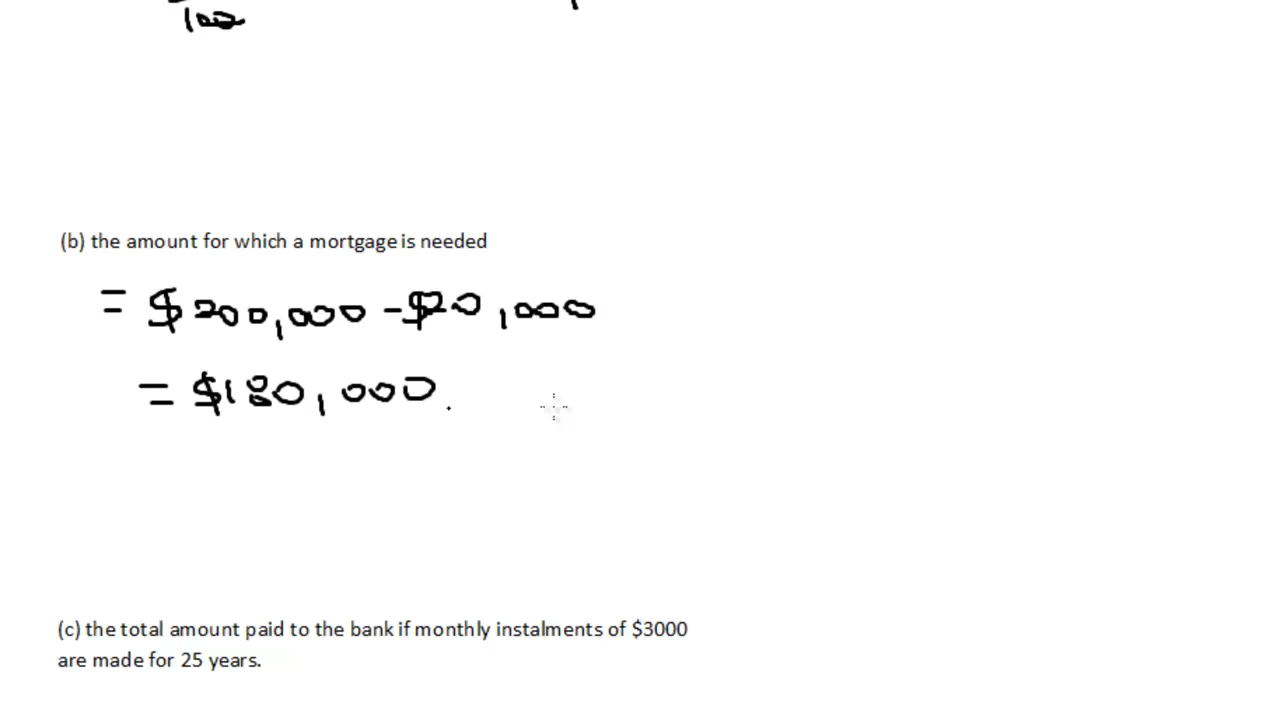 100
(b) the amount for which a mortgage is needed
= $200,000 - $20,000
= $180,000.
(c) the total amount paid to the bank if monthly instalments of $3000
are made for 25 years.